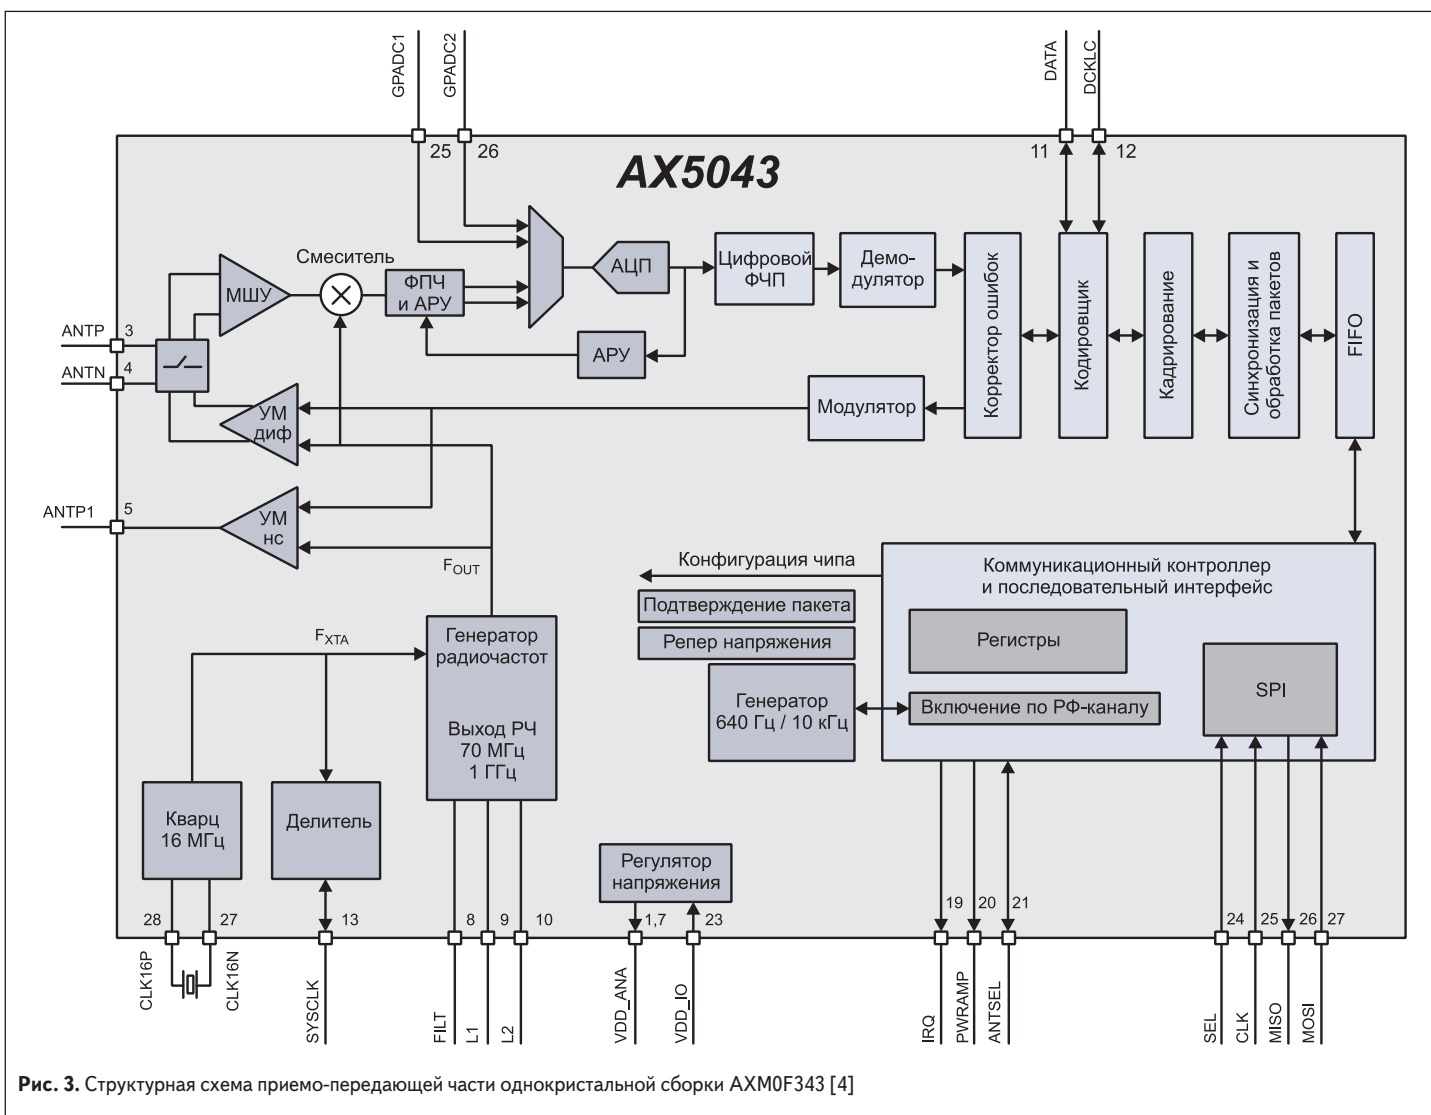 GPADC1
GPADC2
DATA
DCKLC
25
26
11
12
AX5043
Смеситель
МШУ
ФПЧ
и АРУ
АЦП
Цифровой
ФЧП
Демо-
дулятор
Корректор ошибок
Кодировщик
Кадрирование
Синхронизация и
обработка пакетов
FIFO
АРУ
ANTP
3
ANTN
4
УМ
диф
Модулятор
ANTP1
5
УМ
нс
FOUT
Конфигурация чипа
Подтверждение пакета
Репер напряжения
Генератор
640 Гц / 10 кГц
Коммуникационный контроллер
и последовательный интерфейс
Регистры
Включение по РФ-каналу
SPI
FXTA
Генератор
радиочастот
Выход РЧ
70 МГц
1 ГГц
Кварц
16 МГц
Делитель
Регулятор
напряжения
28
27
13
8
9
10
1,7
23
19
20
21
24
25
26
27
CLK16P
CLK16N
SYSCLK
FILT
L1
L2
VDD_ANA
VDD_IO
IRQ
PWRAMP
ANTSEL
SEL
CLK
MISO
MOSI
Рис. 3. Структурная схема приемо-передающей части однокристальной сборки AXM0F343 [4]